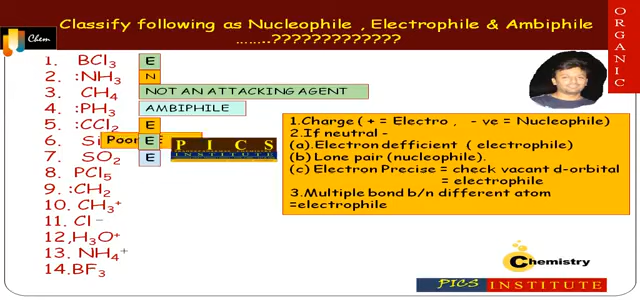 Chem
Classify following as Nucleophile , Electrophile & Ambiphile
……..?????????????
ORGANIC
1. BCl₃ E
2. :NH₃ N
3. CH₄ NOT AN ATTACKING AGENT
4. :PH₃ AMBIPHILE
5. :CCl₂ E
6. Si Poor E E
7. SO₂ E
8. PCl₅
9. :CH₂
10. CH₃⁺
11. Cl⁻
12,H₃O⁺
13. NH₄⁺
14.BF₃
PICS
INSTITUTE
1.Charge ( + = Electro , - ve = Nucleophile)
2.If neutral -
(a).Electron defficient ( electrophile)
(b) Lone pair (nucleophile).
(c) Electron Precise = check vacant d-orbital
= electrophile
3.Multiple bond b/n different atom
=electrophile
Chemistry
PICS INSTITUTE